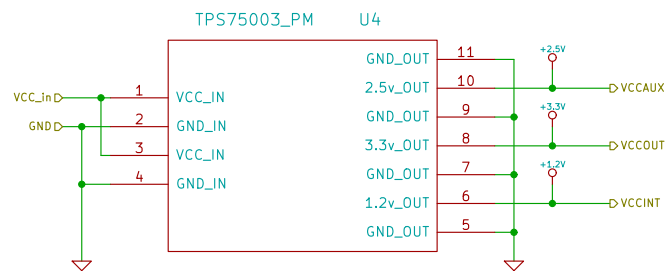 TPS75003_PM U4
GND_OUT 11 +2.5V
2.5v_OUT 10 VCCAUX
VCC_in 1 VCC_IN
GND_OUT 9 +3.3V
GND 2 GND_IN
3.3v_OUT 8 VCCOUT
3 VCC_IN
GND_OUT 7 +1.2V
4 GND_IN
1.2v_OUT 6 VCCINT
GND_OUT 5